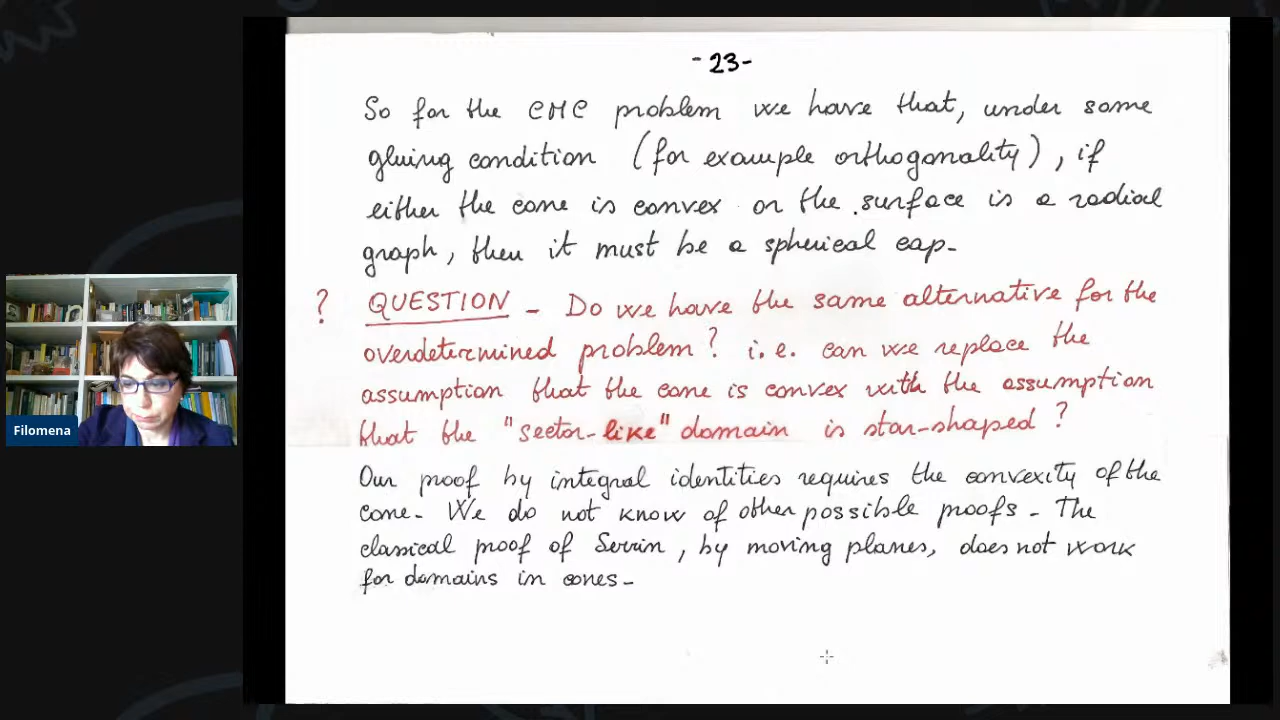 -23-
So for the CMC problem we have that, under some
gluing condition (for example orthogonality), if
either the cone is convex or the surface is a radial
graph, then it must be a spherical cap-
? QUESTION - Do we have the same alternative for the
overdetermined problem? i.e. can we replace the
assumption that the cone is convex with the assumption
that the "sector-like" domain is star-shaped?
Our proof by integral identities requires the convexity of the
cone- We do not know of other possible proofs- The
classical proof of Serrin, by moving planes, does not work
for domains in cones-
Filomena